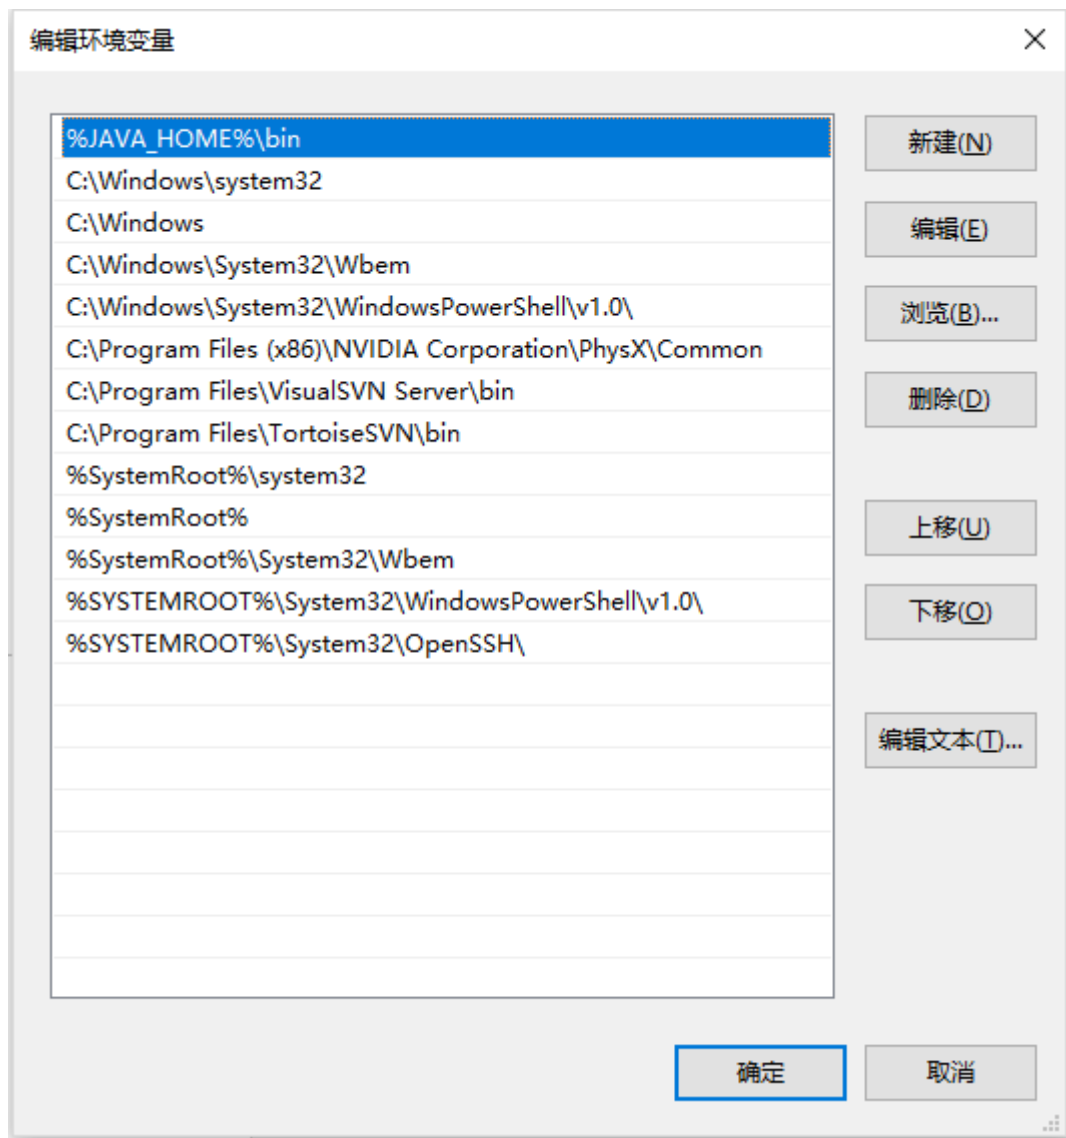 编辑环境变量
%JAVA_HOME%\bin
C:\Windows\system32
C:\Windows
C:\Windows\System32\Wbem
C:\Windows\System32\WindowsPowerShell\v1.0\
C:\Program Files (x86)\NVIDIA Corporation\PhysX\Common
C:\Program Files\VisualSVN Server\bin
C:\Program Files\TortoiseSVN\bin
%SystemRoot%\system32
%SystemRoot%
%SystemRoot%\System32\Wbem
%SYSTEMROOT%\System32\WindowsPowerShell\v1.0\
%SYSTEMROOT%\System32\OpenSSH\
新建(N)
编辑(E)
浏览(B)...
删除(D)
上移(U)
下移(O)
编辑文本(T)...
确定
取消